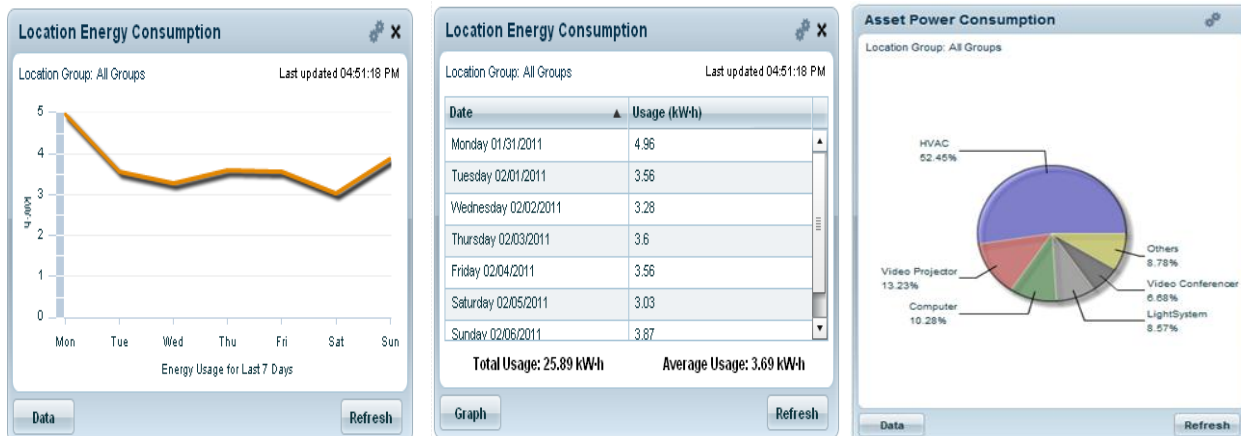 Location Energy Consumption
Location Group: All Groups Last updated 04:51:18 PM
5
4
3
2
1
0
kW·h
Mon Tue Wed Thu Fri Sat Sun
Energy Usage for Last 7 Days
Data Refresh
Location Energy Consumption
Location Group: All Groups Last updated 04:51:18 PM
Date Usage (kW·h)
Monday 01/31/2011 4.96
Tuesday 02/01/2011 3.56
Wednesday 02/02/2011 3.28
Thursday 02/03/2011 3.6
Friday 02/04/2011 3.56
Saturday 02/05/2011 3.03
Sunday 02/06/2011 3.87
Total Usage: 25.89 kW·h Average Usage: 3.69 kW·h
Graph Refresh
Asset Power Consumption
Location Group: All Groups
HVAC
52.45%
Others
8.78%
Video Projector
13.23%
Video Conferencer
6.68%
Computer
10.28%
LightSystem
8.57%
Data Refresh